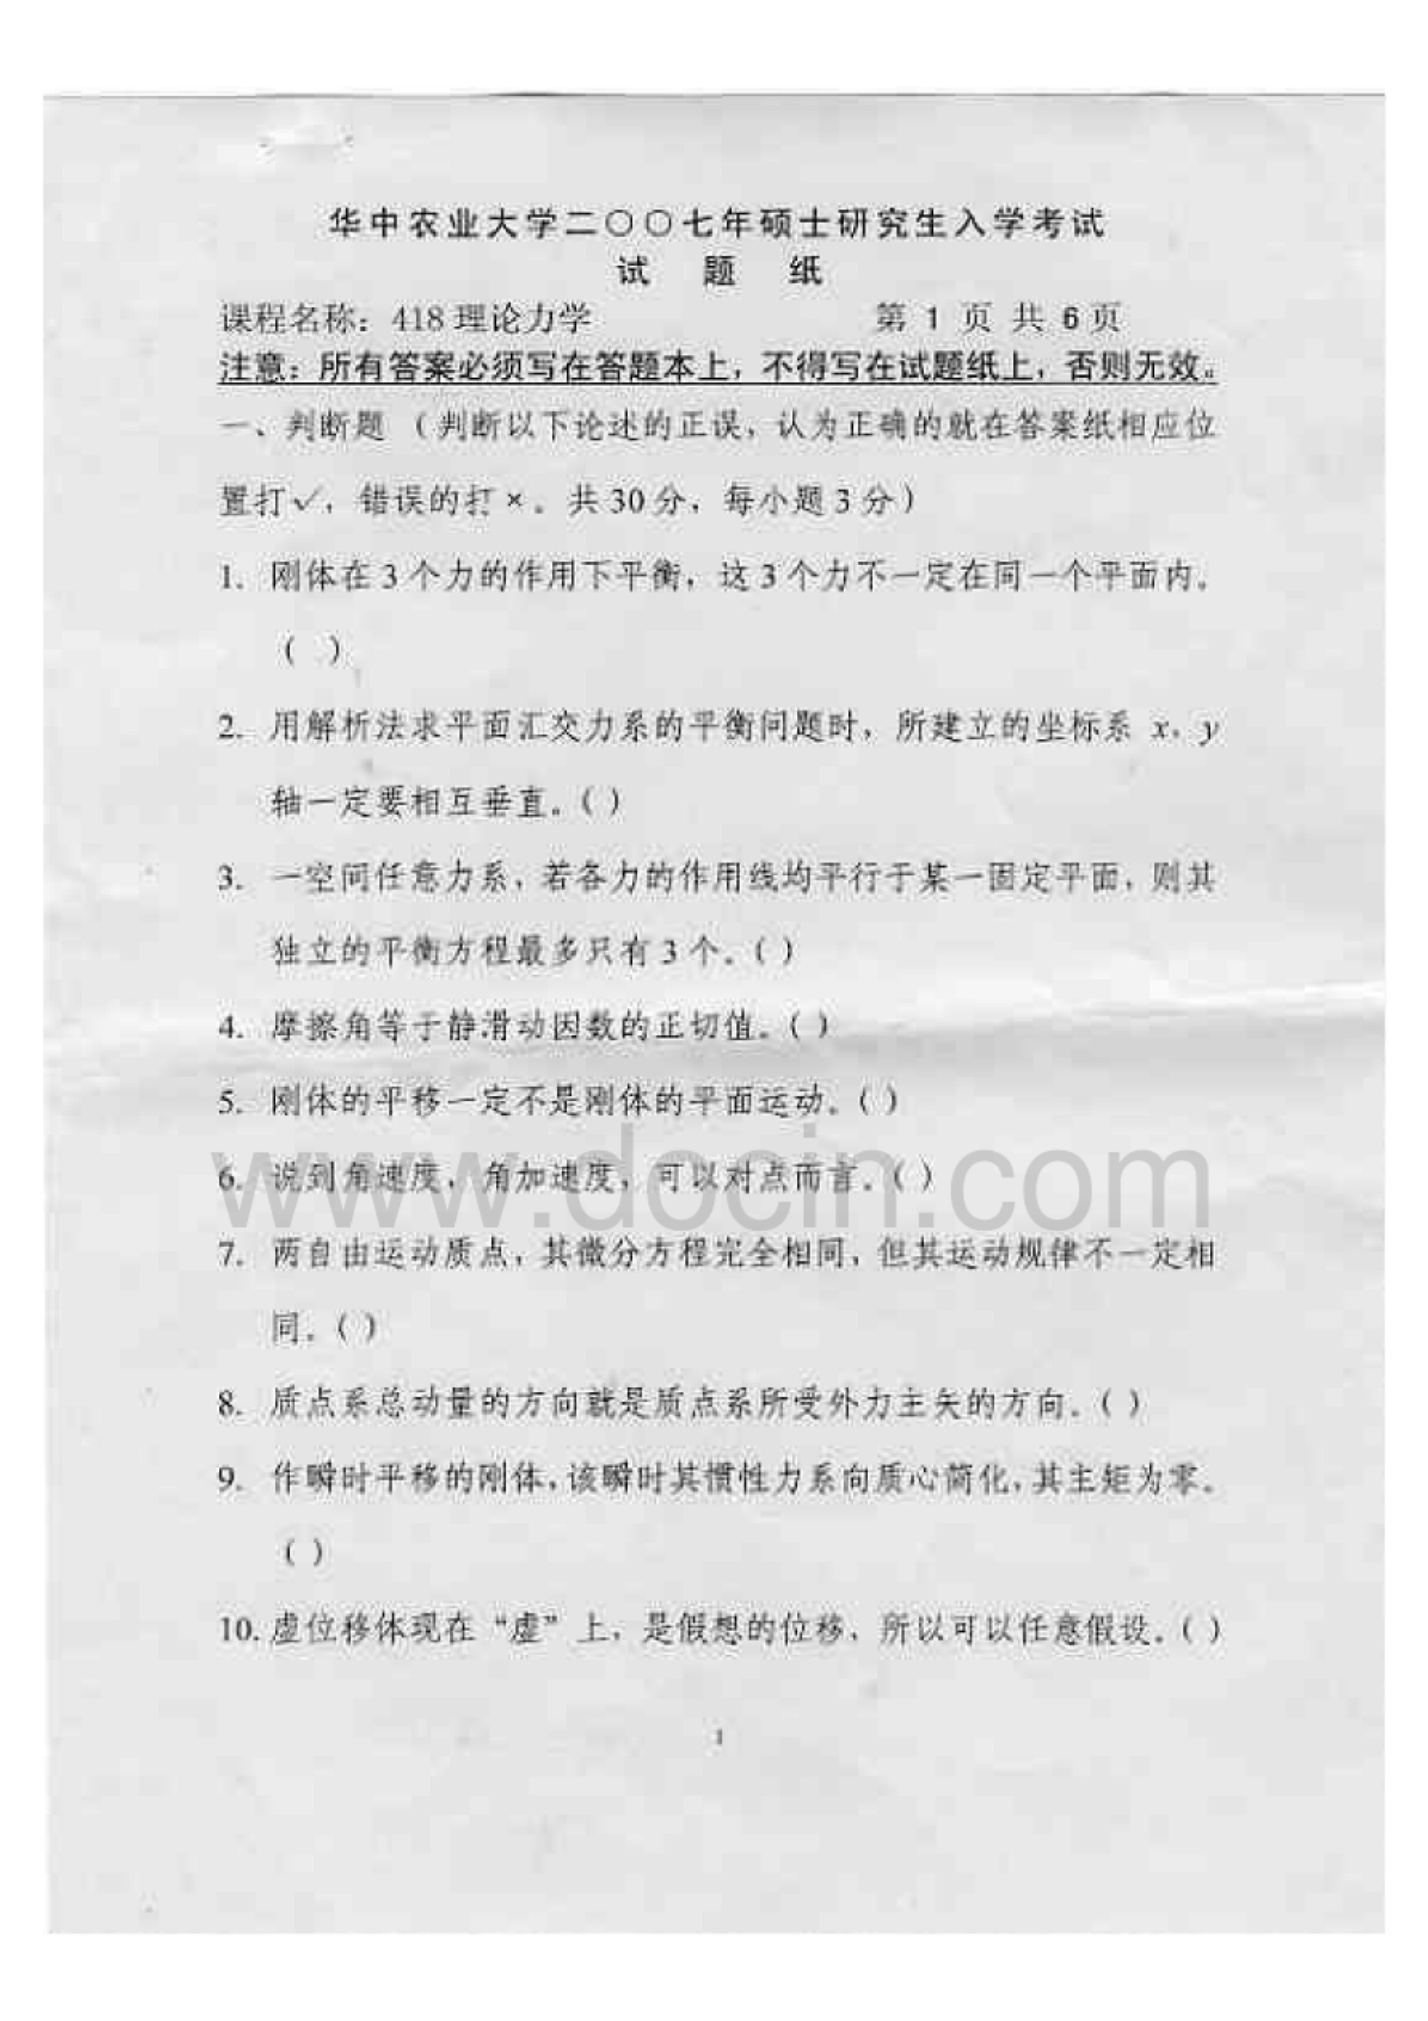 华中农业大学二〇〇七年硕士研究生入学考试
试 题 纸
课程名称：418 理论力学 第 1 页 共 6 页
注意：所有答案必须写在答题本上，不得写在试题纸上，否则无效。
一、判断题 （判断以下论述的正误，认为正确的就在答案纸相应位
置打✓，错误的打×。共 30 分，每小题 3 分）
1. 刚体在 3 个力的作用下平衡，这 3 个力不一定在同一个平面内。
（ ）
2. 用解析法求平面汇交力系的平衡问题时，所建立的坐标系 x，y
轴一定要相互垂直。（ ）
3. 一空间任意力系，若各力的作用线均平行于某一固定平面，则其
独立的平衡方程最多只有 3 个。（ ）
4. 摩擦角等于静滑动因数的正切值。（ ）
5. 刚体的平移一定不是刚体的平面运动。（ ）
6. 说到角速度，角加速度，可以对点而言。（ ）
www.docin.com
7. 两自由运动质点，其微分方程完全相同，但其运动规律不一定相
同。（ ）
8. 质点系总动量的方向就是质点系所受外力主矢的方向。（ ）
9. 作瞬时平移的刚体，该瞬时其惯性力系向质心简化，其主矩为零。
（ ）
10. 虚位移体现在“虚”上，是假想的位移，所以可以任意假设。（ ）
1